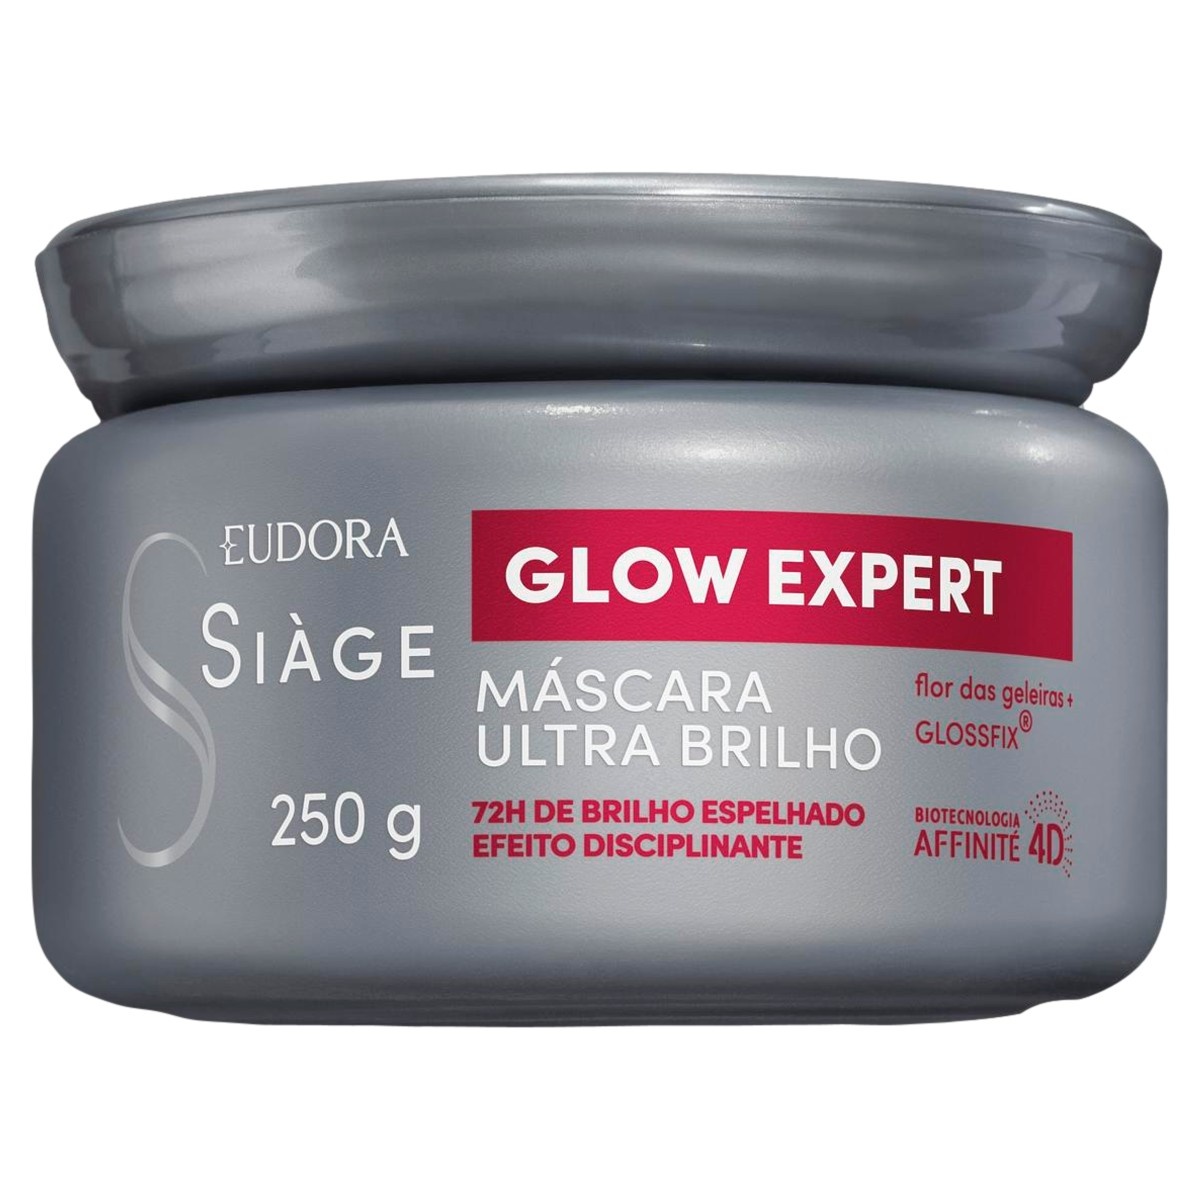 EUDORA
SIÀGE
250 g
GLOW EXPERT
MÁSCARA
ULTRA BRILHO
72H DE BRILHO ESPELHADO
EFEITO DISCIPLINANTE
flor das geleiras +
GLOSSFIX®
BIOTECNOLOGIA
AFFINITÉ 4D